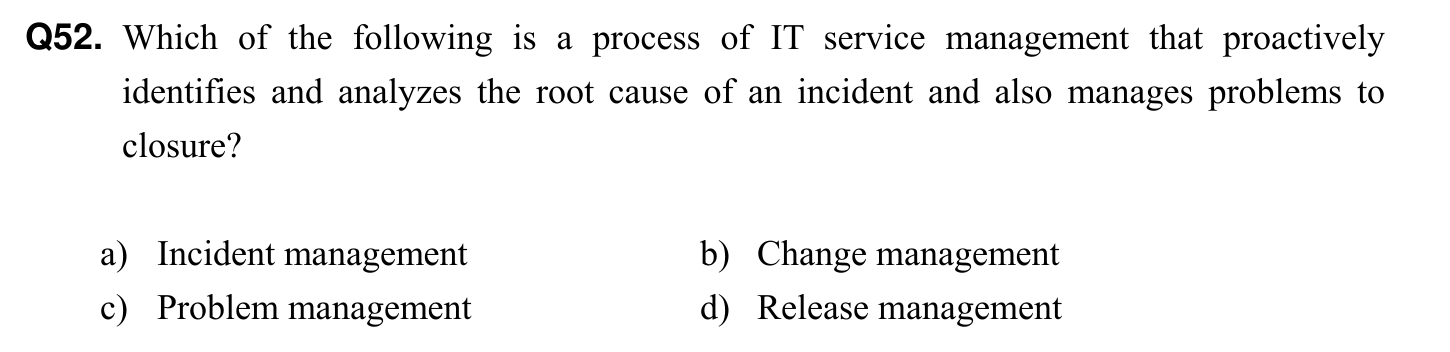 Q52. Which of the following is a process of IT service management that proactively
identifies and analyzes the root cause of an incident and also manages problems to
closure?
a) Incident management b) Change management
c) Problem management d) Release management